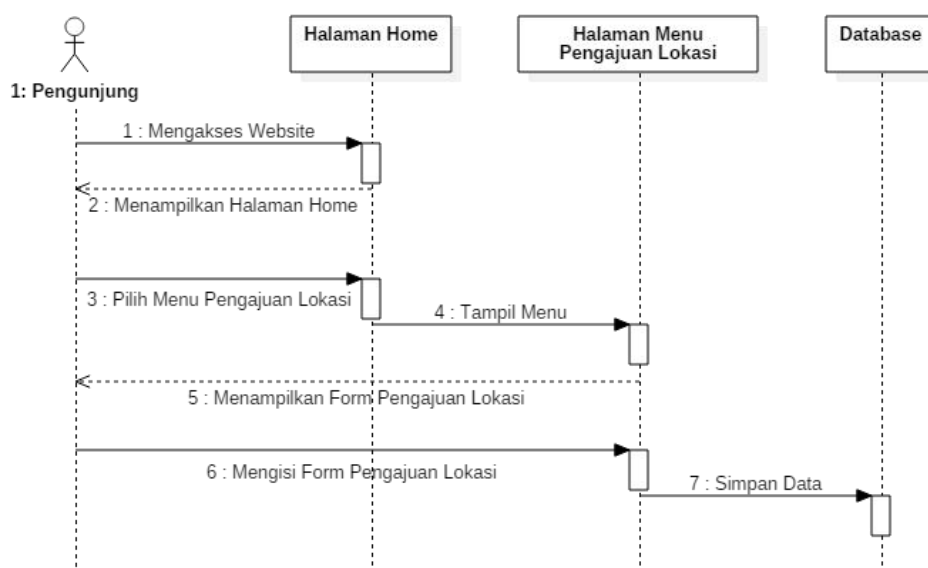 Halaman Home
Halaman Menu
Pengajuan Lokasi
Database
1: Pengunjung
1 : Mengakses Website
2 : Menampilkan Halaman Home
3 : Pilih Menu Pengajuan Lokasi
4 : Tampil Menu
5 : Menampilkan Form Pengajuan Lokasi
6 : Mengisi Form Pengajuan Lokasi
7 : Simpan Data